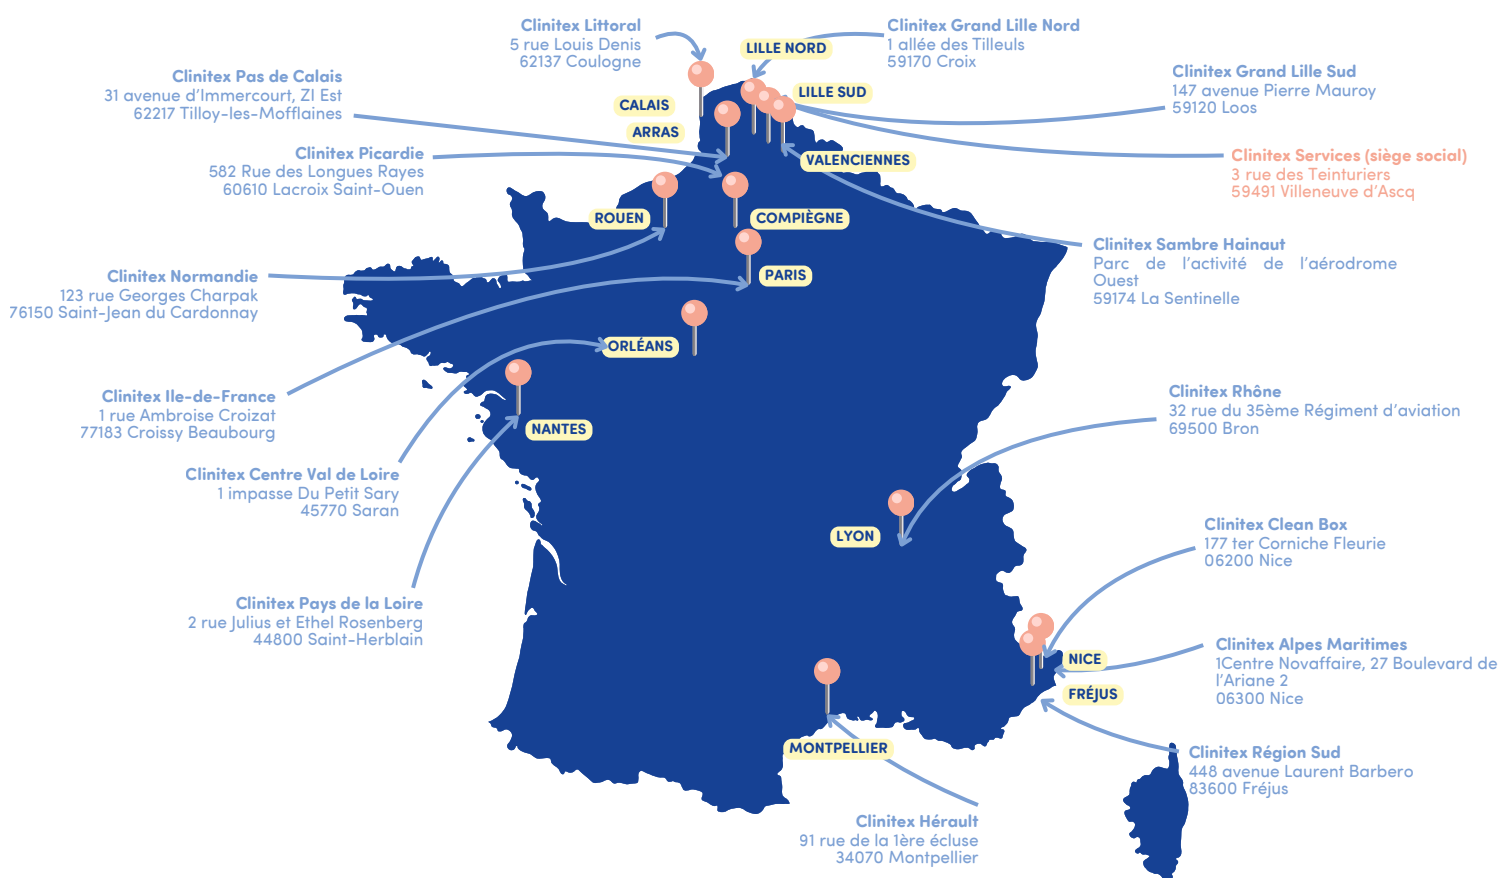 Clinitex Littoral
5 rue Louis Denis
62137 Coulogne
Clinitex Grand Lille Nord
1 allée des Tilleuls
59170 Croix
LILLE NORD
Clinitex Pas de Calais
31 avenue d’Immercourt, ZI Est
62217 Tilloy-les-Mofflaines
Clinitex Grand Lille Sud
147 avenue Pierre Mauroy
59120 Loos
LILLE SUD
CALAIS
ARRAS
Clinitex Picardie
582 Rue des Longues Rayes
60610 Lacroix Saint-Ouen
VALENCIENNES
Clinitex Services (siège social)
3 rue des Teinturiers
59491 Villeneuve d’Ascq
ROUEN
COMPIÈGNE
Clinitex Sambre Hainaut
Parc de l’activité de l’aérodrome
Ouest
59174 La Sentinelle
Clinitex Normandie
123 rue Georges Charpak
76150 Saint-Jean du Cardonnay
PARIS
ORLÉANS
Clinitex Ile-de-France
1 rue Ambroise Croizat
77183 Croissy Beaubourg
NANTES
Clinitex Rhône
32 rue du 35ème Régiment d’aviation
69500 Bron
Clinitex Centre Val de Loire
1 impasse Du Petit Sary
45770 Saran
LYON
Clinitex Clean Box
177 ter Corniche Fleurie
06200 Nice
Clinitex Pays de la Loire
2 rue Julius et Ethel Rosenberg
44800 Saint-Herblain
NICE
Clinitex Alpes Maritimes
1Centre Novaffaire, 27 Boulevard de
l’Ariane 2
06300 Nice
FRÉJUS
MONTPELLIER
Clinitex Région Sud
448 avenue Laurent Barbero
83600 Fréjus
Clinitex Hérault
91 rue de la 1ère écluse
34070 Montpellier